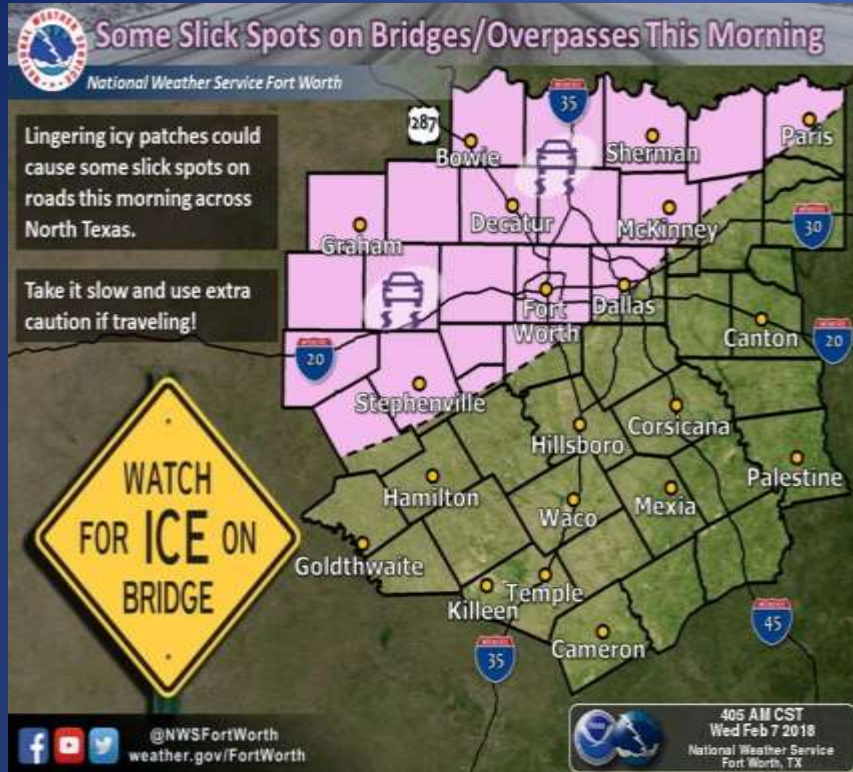 Some Slick Spots on Bridges/Overpasses This Morning
NATIONAL WEATHER SERVICE
National Weather Service Fort Worth
Lingering icy patches could
cause some slick spots on
roads this morning across
North Texas.
Take it slow and use extra
caution if traveling!
287
35
Bowie
Sherman
Paris
Graham
Decatur
McKinney
30
Fort
Worth
Dallas
Canton
20
20
Stephenville
Hillsboro
Corsicana
Hamilton
Waco
Mexia
Palestine
Goldthwaite
Killeen
Temple
Cameron
35
45
WATCH
FOR ICE ON
BRIDGE
@NWSFortWorth
weather.gov/FortWorth
405 AM CST
Wed Feb 7 2018
National Weather Service
Fort Worth, TX